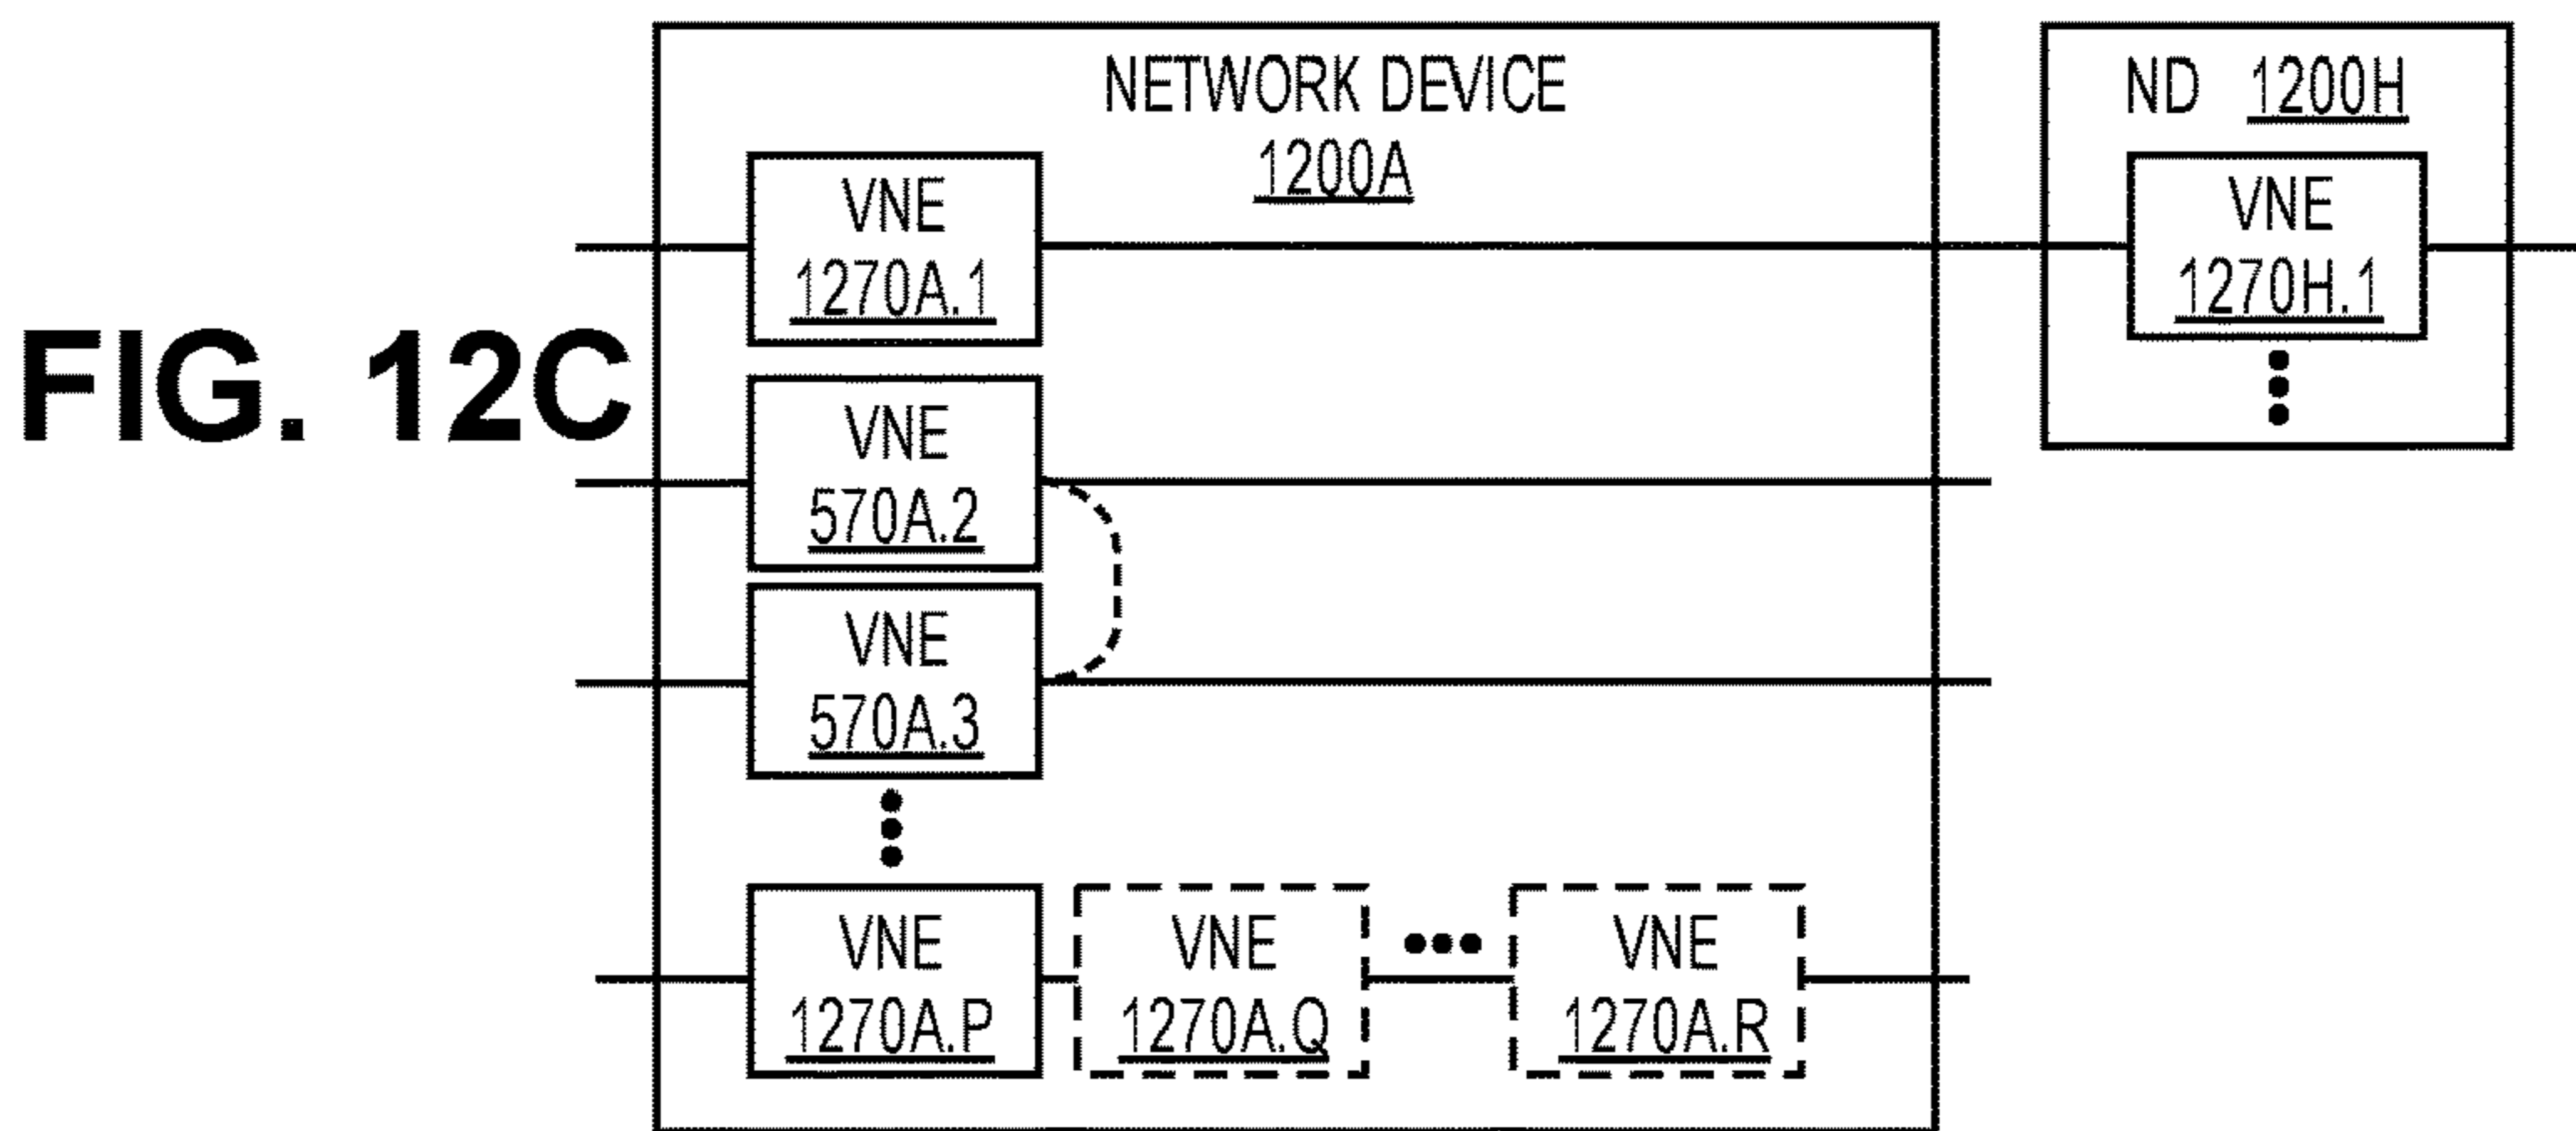 FIG. 12C
NETWORK DEVICE
1200A
VNE
1270A.1
VNE
570A.2
VNE
570A.3
VNE
1270A.P
VNE
1270A.Q
VNE
1270A.R
ND 1200H
VNE
1270H.1